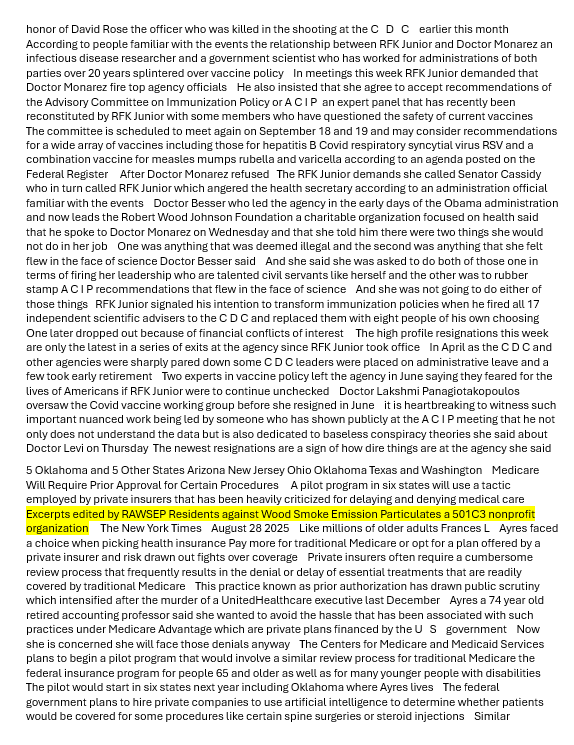 honor of David Rose the officer who was killed in the shooting at the C D C earlier this month
According to people familiar with the events the relationship between RFK Junior and Doctor Monarez an
infectious disease researcher and a government scientist who has worked for administrations of both
parties over 20 years splintered over vaccine policy In meetings this week RFK Junior demanded that
Doctor Monarez fire top agency officials He also insisted that she agree to accept recommendations of
the Advisory Committee on Immunization Policy or A C I P an expert panel that has recently been
reconstituted by RFK Junior with some members who have questioned the safety of current vaccines
The committee is scheduled to meet again on September 18 and 19 and may consider recommendations
for a wide array of vaccines including those for hepatitis B Covid respiratory syncytial virus RSV and a
combination vaccine for measles mumps rubella and varicella according to an agenda posted on the
Federal Register After Doctor Monarez refused The RFK Junior demands she called Senator Cassidy
who in turn called RFK Junior which angered the health secretary according to an administration official
familiar with the events Doctor Besser who led the agency in the early days of the Obama administration
and now leads the Robert Wood Johnson Foundation a charitable organization focused on health said
that he spoke to Doctor Monarez on Wednesday and that she told him there were two things she would
not do in her job One was anything that was deemed illegal and the second was anything that she felt
flew in the face of science Doctor Besser said And she said she was asked to do both of those one in
terms of firing her leadership who are talented civil servants like herself and the other was to rubber
stamp A C I P recommendations that flew in the face of science And she was not going to do either of
those things RFK Junior signaled his intention to transform immunization policies when he fired all 17
independent scientific advisers to the C D C and replaced them with eight people of his own choosing
One later dropped out because of financial conflicts of interest The high profile resignations this week
are only the latest in a series of exits at the agency since RFK Junior took office In April as the C D C and
other agencies were sharply pared down some C D C leaders were placed on administrative leave and a
few took early retirement Two experts in vaccine policy left the agency in June saying they feared for the
lives of Americans if RFK Junior were to continue unchecked Doctor Lakshmi Panagiotakopoulos
oversaw the Covid vaccine working group before she resigned in June it is heartbreaking to witness such
important nuanced work being led by someone who has shown publicly at the A C I P meeting that he not
only does not understand the data but is also dedicated to baseless conspiracy theories she said about
Doctor Levi on Thursday The newest resignations are a sign of how dire things are at the agency she said
5 Oklahoma and 5 Other States Arizona New Jersey Ohio Oklahoma Texas and Washington Medicare
Will Require Prior Approval for Certain Procedures A pilot program in six states will use a tactic
employed by private insurers that has been heavily criticized for delaying and denying medical care
Excerpts edited by RAWSEP Residents against Wood Smoke Emission Particulates a 501C3 nonprofit
organization The New York Times August 28 2025 Like millions of older adults Frances L Ayres faced
a choice when picking health insurance Pay more for traditional Medicare or opt for a plan offered by a
private insurer and risk drawn out fights over coverage Private insurers often require a cumbersome
review process that frequently results in the denial or delay of essential treatments that are readily
covered by traditional Medicare This practice known as prior authorization has drawn public scrutiny
which intensified after the murder of a UnitedHealthcare executive last December Ayres a 74 year old
retired accounting professor said she wanted to avoid the hassle that has been associated with such
practices under Medicare Advantage which are private plans financed by the U S government Now
she is concerned she will face those denials anyway The Centers for Medicare and Medicaid Services
plans to begin a pilot program that would involve a similar review process for traditional Medicare the
federal insurance program for people 65 and older as well as for many younger people with disabilities
The pilot would start in six states next year including Oklahoma where Ayres lives The federal
government plans to hire private companies to use artificial intelligence to determine whether patients
would be covered for some procedures like certain spine surgeries or steroid injections Similar